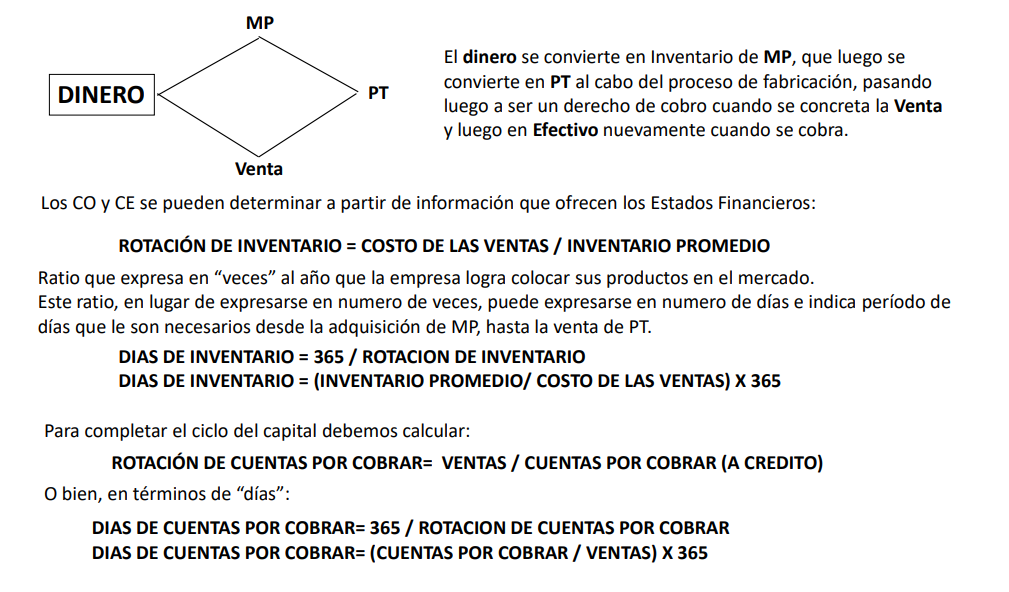 MP
DINERO
PT
Venta
El dinero se convierte en Inventario de MP, que luego se
convierte en PT al cabo del proceso de fabricación, pasando
luego a ser un derecho de cobro cuando se concreta la Venta
y luego en Efectivo nuevamente cuando se cobra.
Los CO y CE se pueden determinar a partir de información que ofrecen los Estados Financieros:
ROTACIÓN DE INVENTARIO = COSTO DE LAS VENTAS / INVENTARIO PROMEDIO
Ratio que expresa en “veces” al año que la empresa logra colocar sus productos en el mercado.
Este ratio, en lugar de expresarse en numero de veces, puede expresarse en numero de días e indica período de
días que le son necesarios desde la adquisición de MP, hasta la venta de PT.
DIAS DE INVENTARIO = 365 / ROTACION DE INVENTARIO
DIAS DE INVENTARIO = (INVENTARIO PROMEDIO/ COSTO DE LAS VENTAS) X 365
Para completar el ciclo del capital debemos calcular:
ROTACIÓN DE CUENTAS POR COBRAR= VENTAS / CUENTAS POR COBRAR (A CREDITO)
O bien, en términos de “días”:
DIAS DE CUENTAS POR COBRAR= 365 / ROTACION DE CUENTAS POR COBRAR
DIAS DE CUENTAS POR COBRAR= (CUENTAS POR COBRAR / VENTAS) X 365